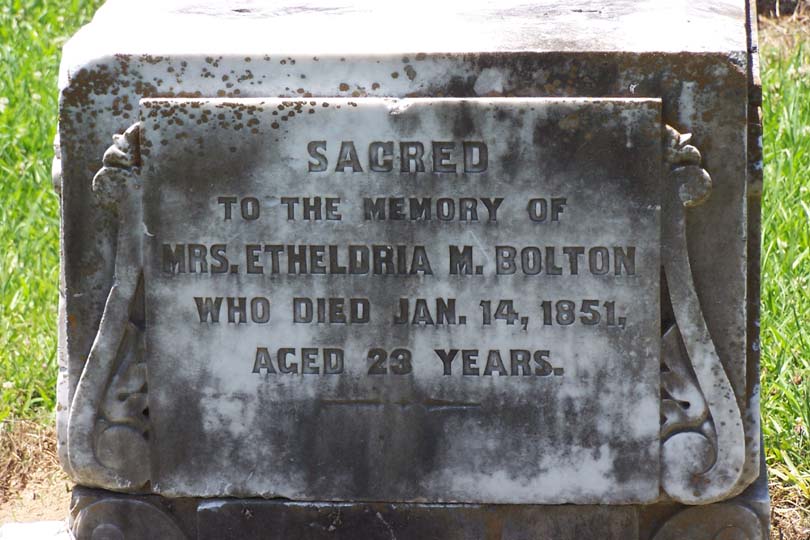 SACRED
TO THE MEMORY OF
MRS. ETHELDRIA M. BOLTON
WHO DIED JAN. 14, 1851,
AGED 23 YEARS.